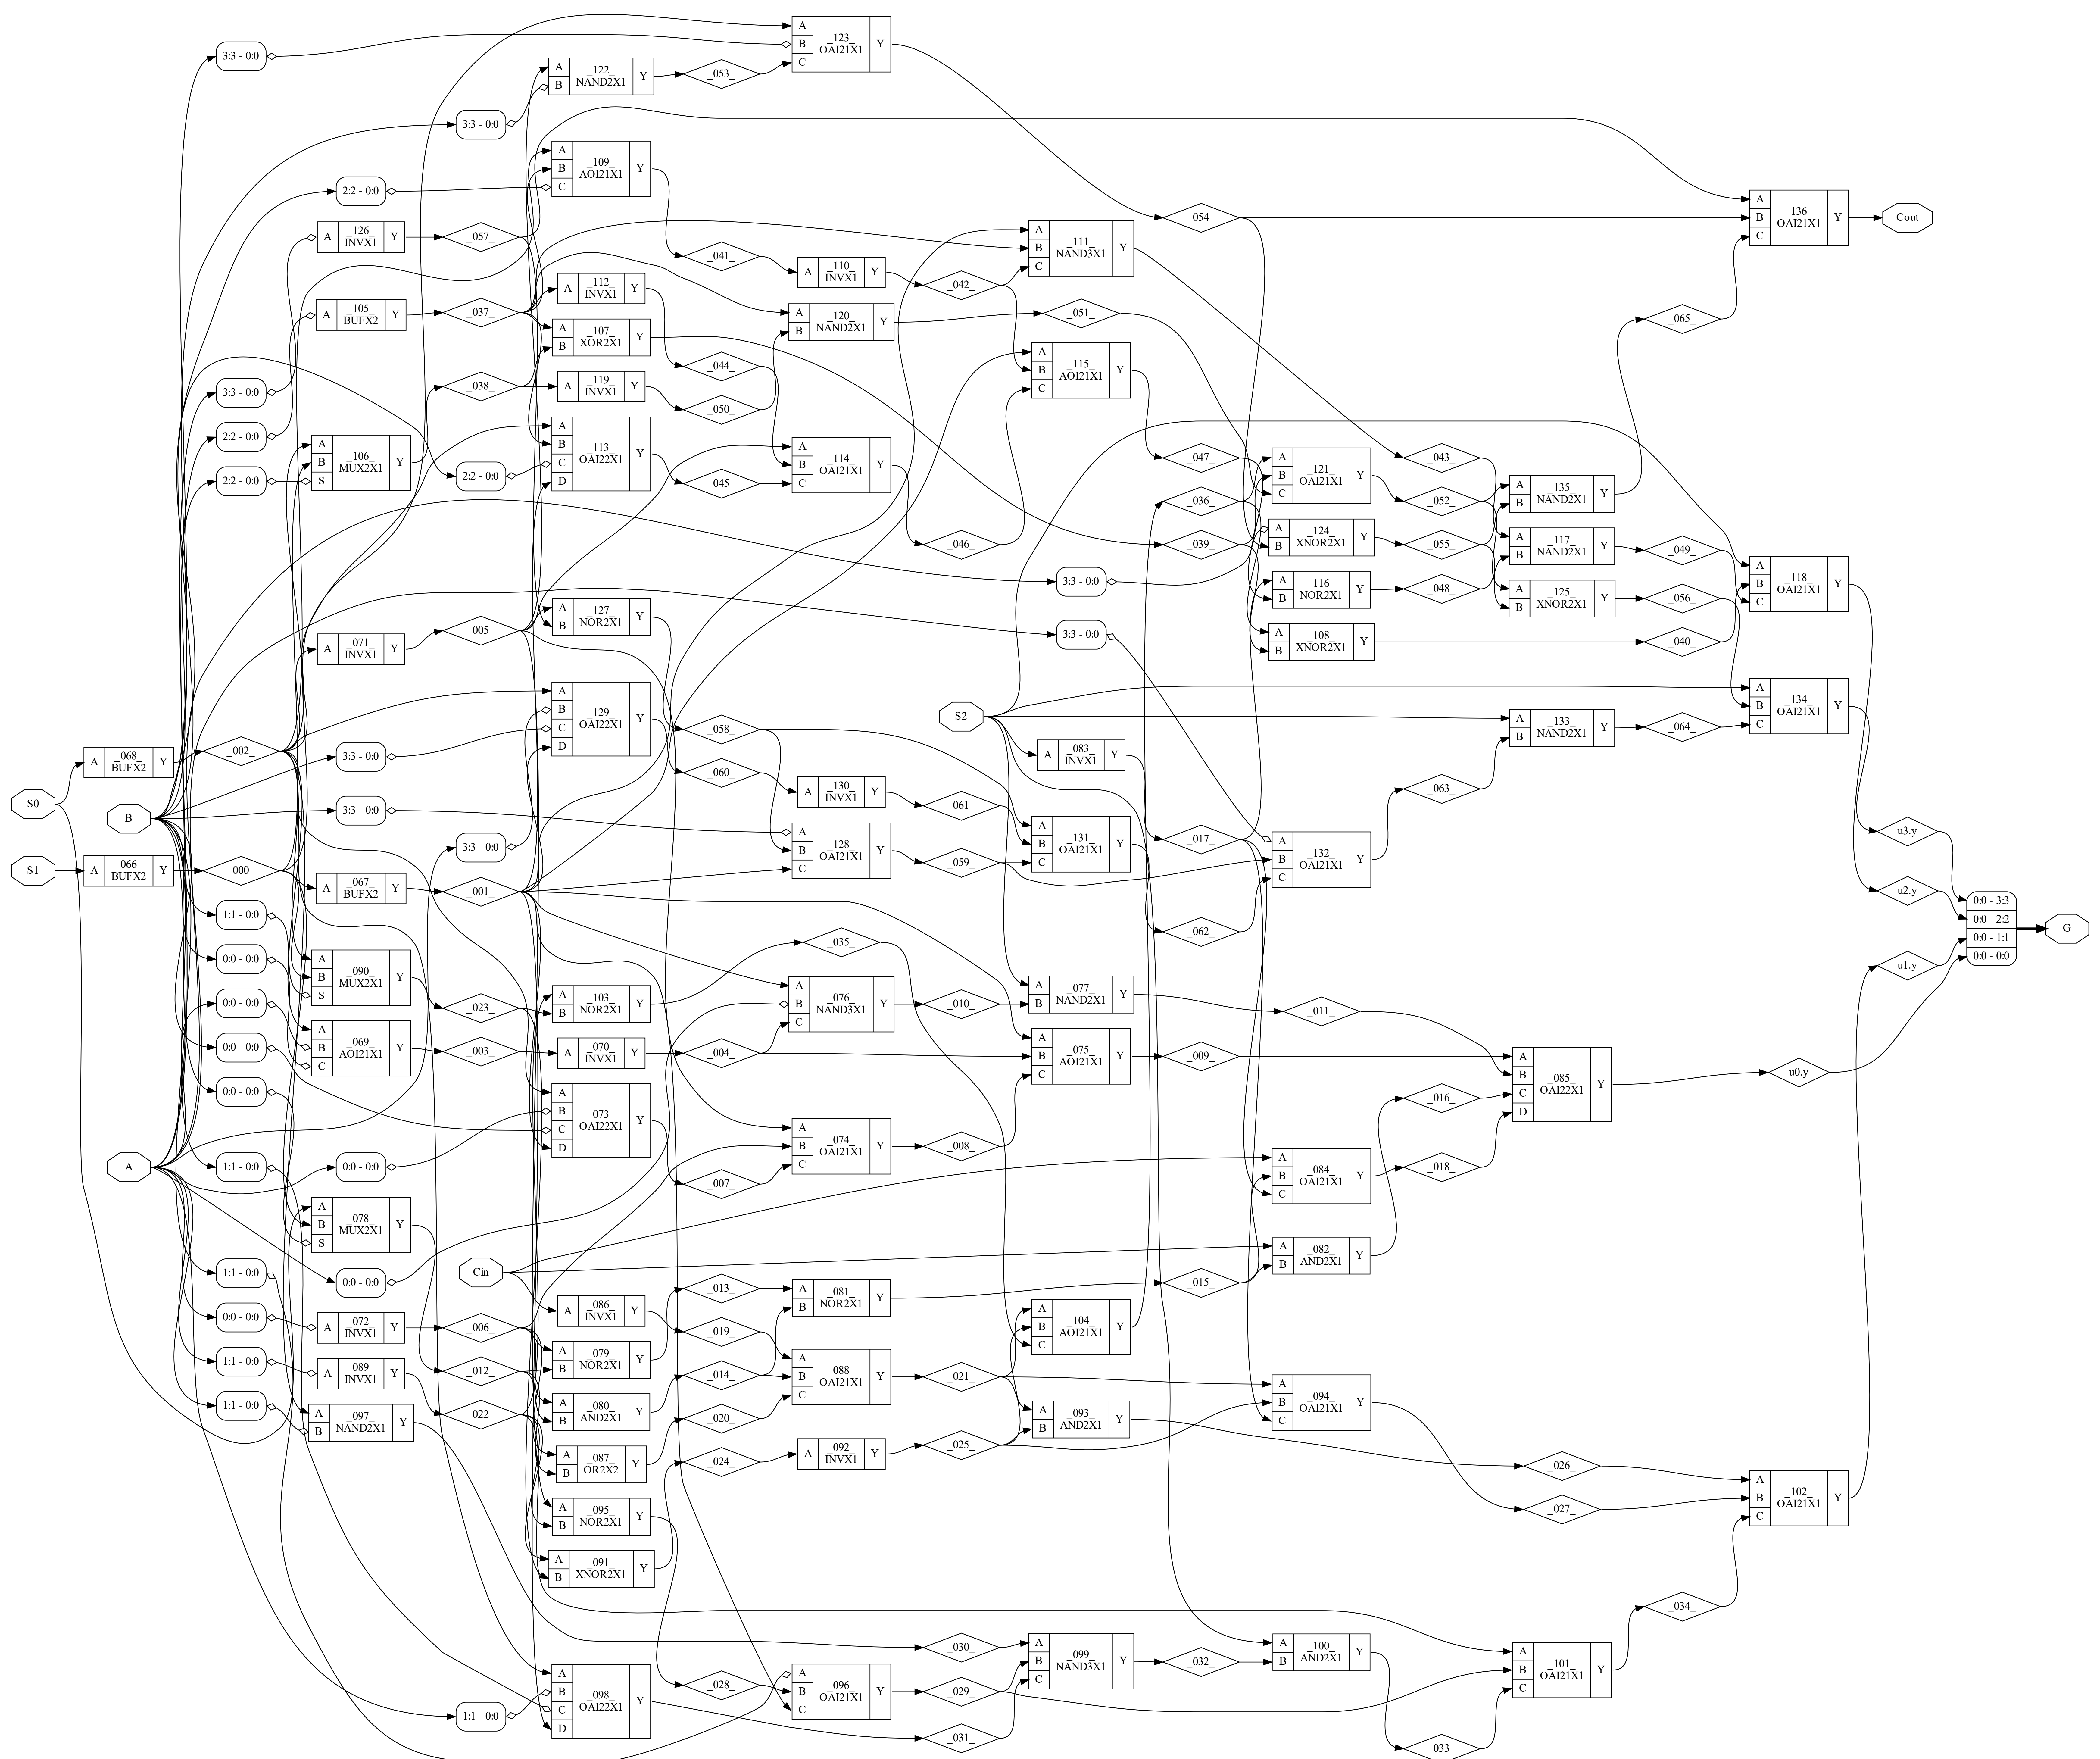 S0
S1
A Y
_068_
BUFX2
A Y
_066_
BUFX2
B
A
_002_
_000_
3:3 - 0:0
3:3 - 0:0
2:2 - 0:0
2:2 - 0:0
1:1 - 0:0
0:0 - 0:0
0:0 - 0:0
0:0 - 0:0
0:0 - 0:0
1:1 - 0:0
1:1 - 0:0
0:0 - 0:0
1:1 - 0:0
1:1 - 0:0
2:2 - 0:0
A _126_ Y
INVX1
A _105_ Y
BUFX2
A
B _106_ Y
S MUX2X1
A _071_ Y
INVX1
3:3 - 0:0
3:3 - 0:0
A _067_ Y
BUFX2
A
B _090_ Y
S MUX2X1
A
B _069_ Y
C AOI21X1
0:0 - 0:0
A
B _078_ Y
S MUX2X1
0:0 - 0:0
A _072_ Y
INVX1
A _089_ Y
INVX1
A _097_ Y
B NAND2X1
3:3 - 0:0
_057_
_037_
_038_
2:2 - 0:0
_005_
3:3 - 0:0
_001_
_023_
_003_
Cin
_006_
_012_
_022_
1:1 - 0:0
A _122_ Y
B NAND2X1
A
B _109_ Y
C AOI21X1
A _112_ Y
INVX1
A _107_ Y
B XOR2X1
A _119_ Y
INVX1
A
B _113_ Y
C OAI22X1
D
A _127_ Y
B NOR2X1
A
B _129_ Y
C OAI22X1
D
A _103_ Y
B NOR2X1
A _070_ Y
INVX1
A
B _073_ Y
C OAI22X1
D
A _086_ Y
INVX1
A _079_ Y
B NOR2X1
A _080_ Y
B AND2X1
A _087_ Y
B OR2X2
A _095_ Y
B NOR2X1
A _091_ Y
B XNOR2X1
A
B _098_ Y
C OAI22X1
D
_053_
_041_
_044_
_050_
_045_
_058_
_060_
_004_
_007_
_013_
_019_
_014_
_020_
_024_
_028_
A
B _123_ Y
C OAI21X1
A _110_ Y
INVX1
A _120_ Y
B NAND2X1
A
B _114_ Y
C OAI21X1
A _130_ Y
INVX1
A
B _128_ Y
C OAI21X1
_035_
A
B _076_ Y
C NAND3X1
A
B _074_ Y
C OAI21X1
A _081_ Y
B NOR2X1
A
B _088_ Y
C OAI21X1
A _092_ Y
INVX1
A
B _096_ Y
C OAI21X1
_042_
_046_
S2
_061_
_059_
_010_
_008_
_021_
_025_
_030_
_029_
_031_
A
B _111_ Y
C NAND3X1
_051_
A
B _115_ Y
C AOI21X1
3:3 - 0:0
3:3 - 0:0
A _083_ Y
INVX1
A
B _131_ Y
C OAI21X1
A _077_ Y
B NAND2X1
A
B _075_ Y
C AOI21X1
A
B _104_ Y
C AOI21X1
A _093_ Y
B AND2X1
A
B _099_ Y
C NAND3X1
_054_
_047_
_036_
_039_
_017_
_062_
_009_
_015_
_032_
A
B _121_ Y
C OAI21X1
A _124_ Y
B XNOR2X1
A _116_ Y
B NOR2X1
A _108_ Y
B XNOR2X1
A
B _132_ Y
C OAI21X1
_011_
A
B _084_ Y
C OAI21X1
A _082_ Y
B AND2X1
A
B _094_ Y
C OAI21X1
A _100_ Y
B AND2X1
_043_
_052_
_055_
_048_
_063_
_016_
_018_
_033_
A _135_ Y
B NAND2X1
A _117_ Y
B NAND2X1
A _125_ Y
B XNOR2X1
A _133_ Y
B NAND2X1
A
B _085_ Y
C OAI22X1
D
_026_
_027_
A
B _101_ Y
C OAI21X1
_065_
_049_
_056_
_040_
_064_
_034_
A
B _136_ Y
C OAI21X1
A
B _118_ Y
C OAI21X1
A
B _134_ Y
C OAI21X1
u0.y
A
B _102_ Y
C OAI21X1
Cout
u3.y
u2.y
u1.y
0:0 - 3:3
0:0 - 2:2
0:0 - 1:1
0:0 - 0:0
G